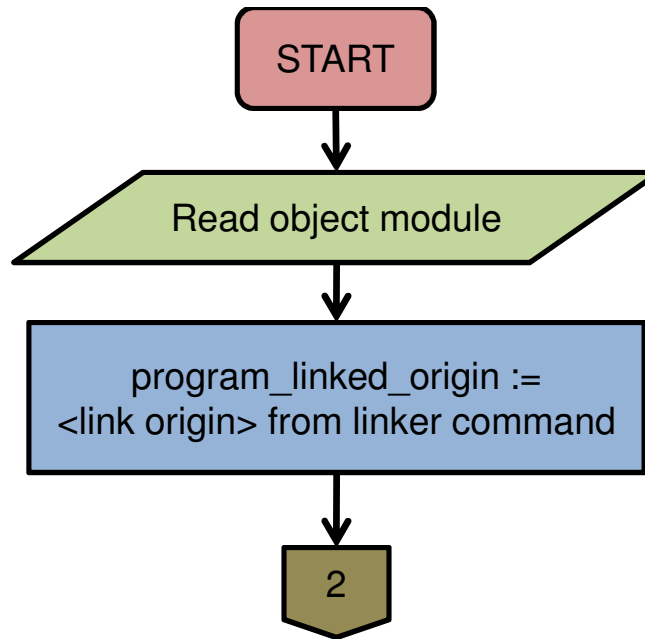 START
Read object module
program_linked_origin :=
<link origin> from linker command
2